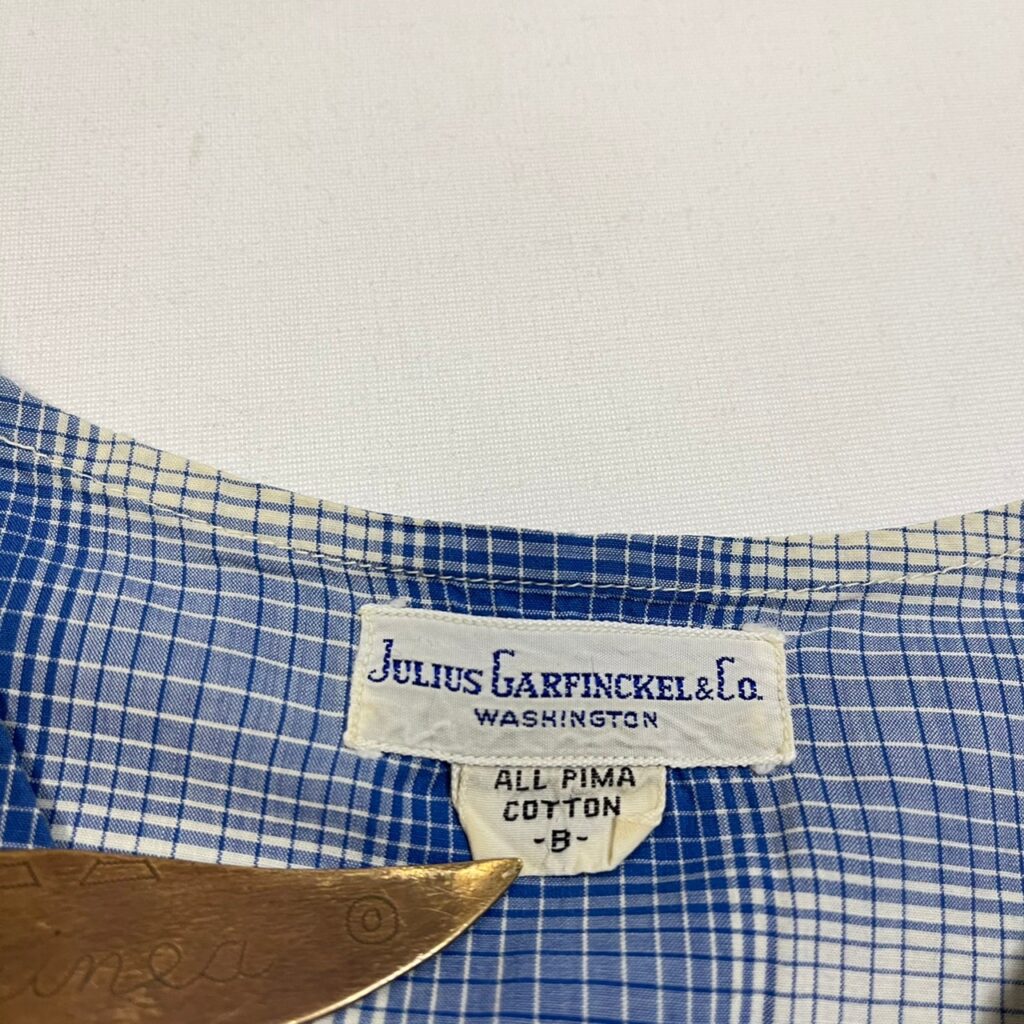 JULIUS GARFINCKEL & CO.
WASHINGTON
ALL PIMA
COTTON
-B-